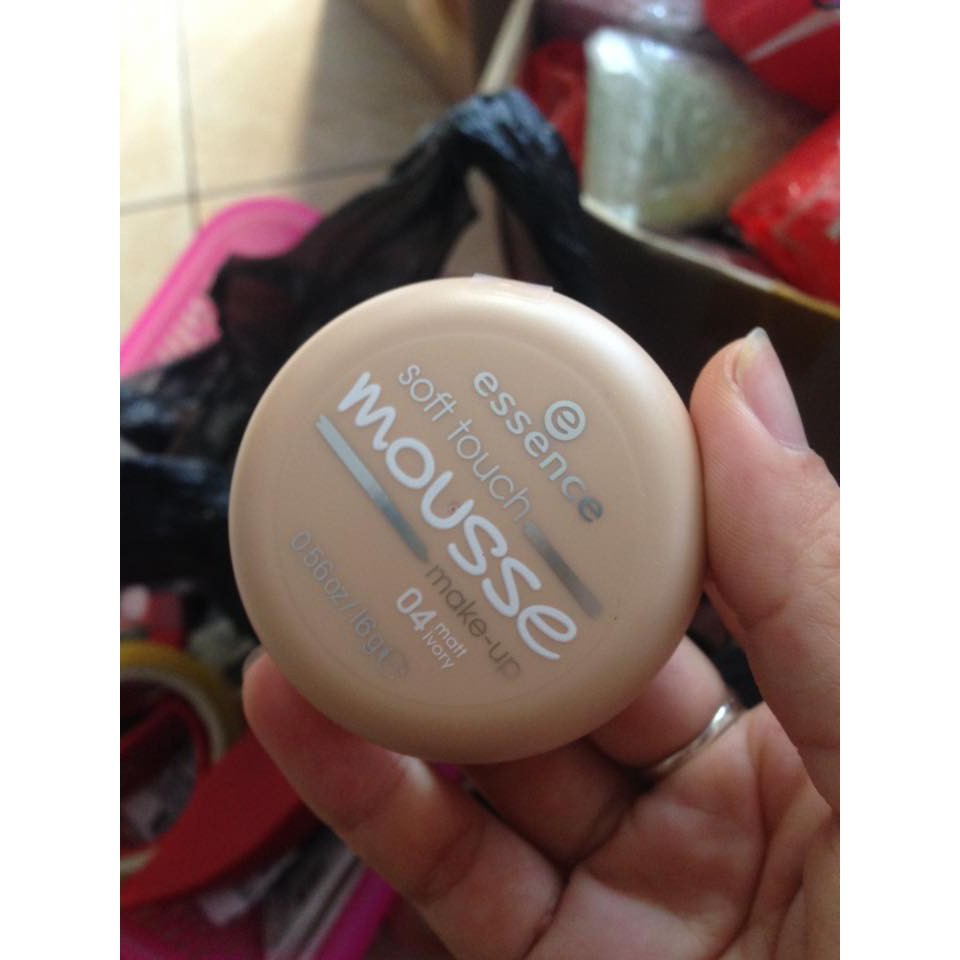 e
essence
soft touch
mousse
make-up
04 matt
ivory
0.56oz/16g℮